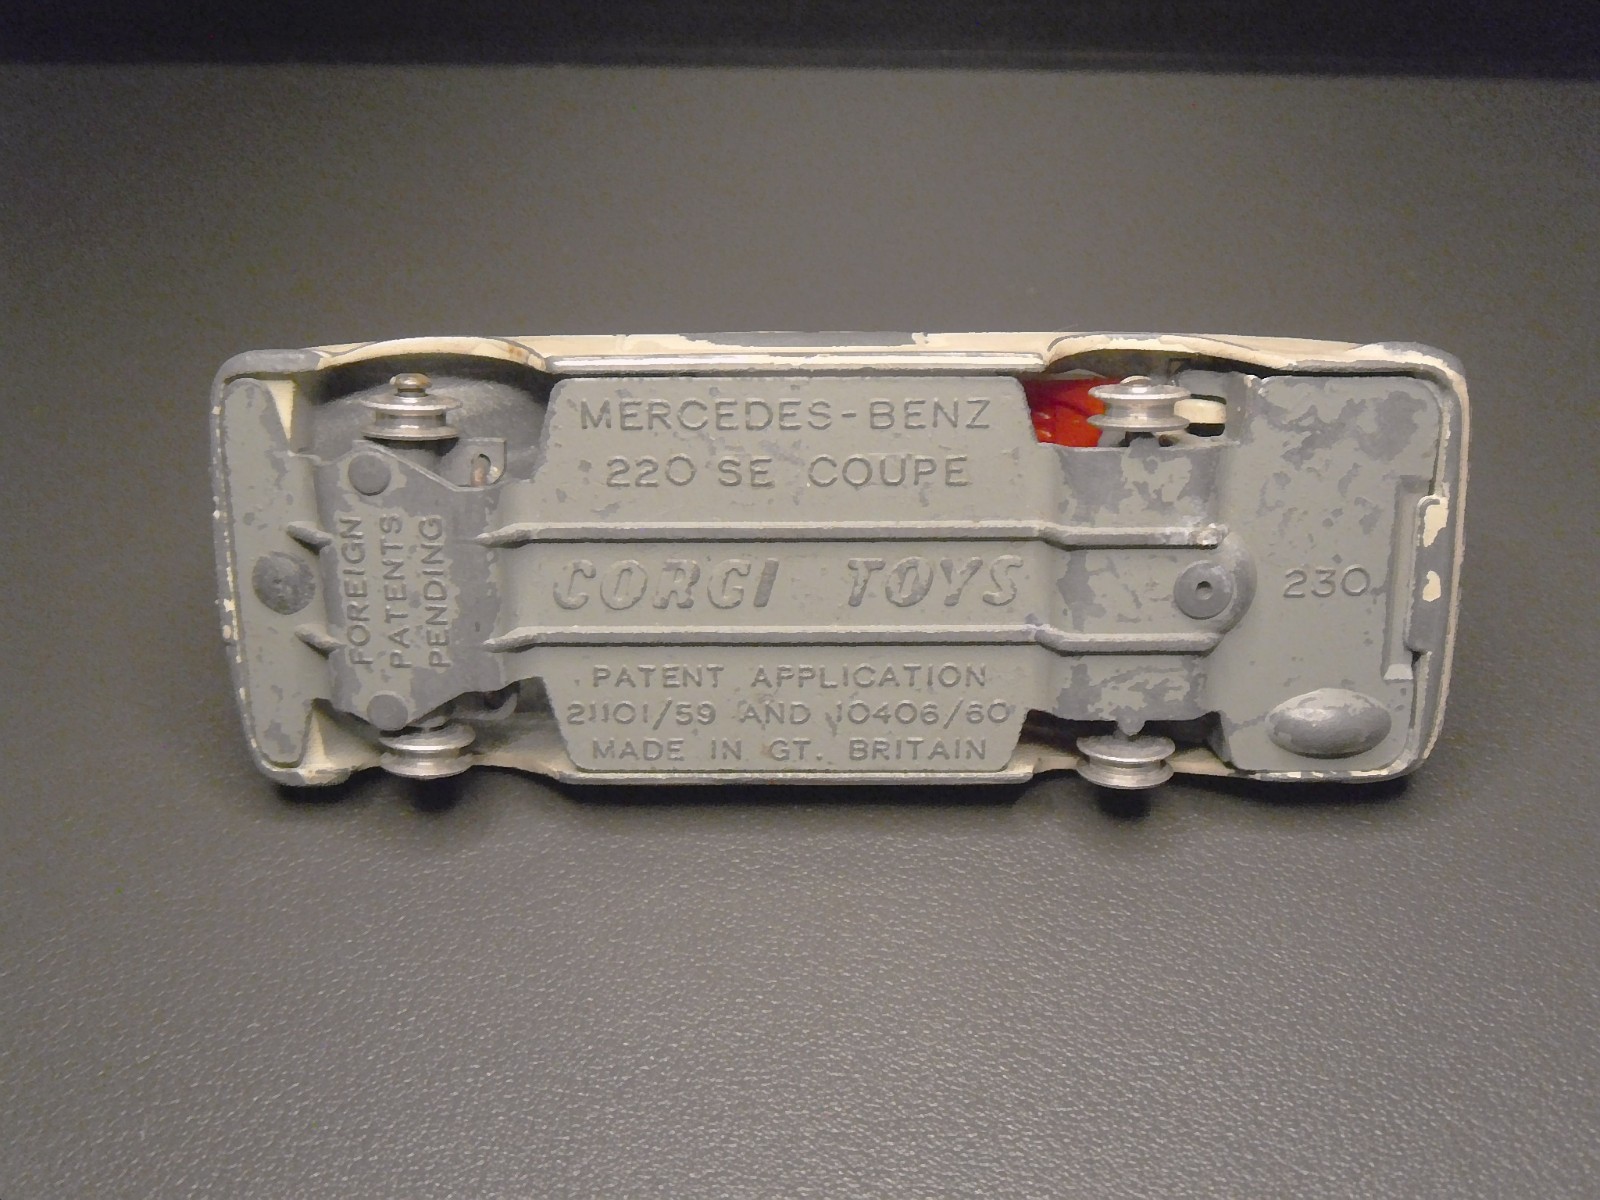 MERCEDES-BENZ
220 SE COUPE
CORGI TOYS
PATENT APPLICATION
21101/59 AND 10406/60
MADE IN GT. BRITAIN
FOREIGN
PATENTS
PENDING
230